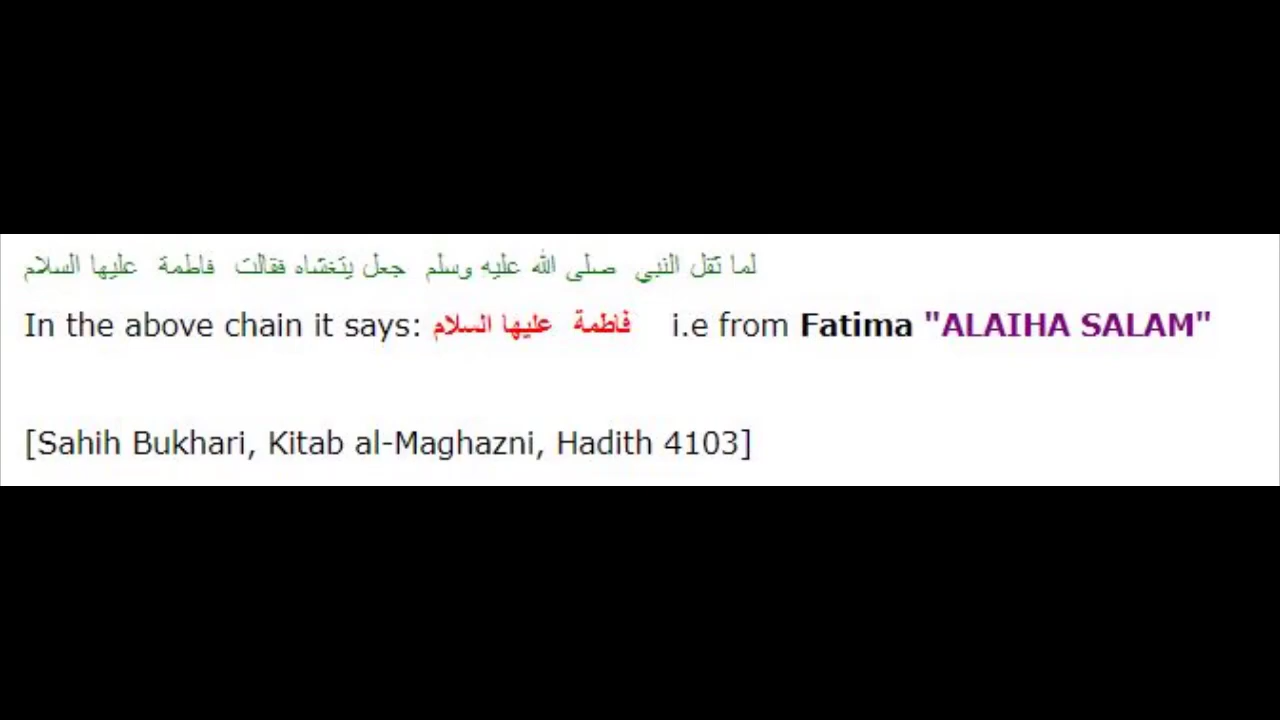 لما ثقل النبي صلى الله عليه وسلم جعل يتغشاه فقالت فاطمة عليها السلام
In the above chain it says: فاطمة عليها السلام i.e from Fatima "ALAIHA SALAM"
[Sahih Bukhari, Kitab al-Maghazni, Hadith 4103]